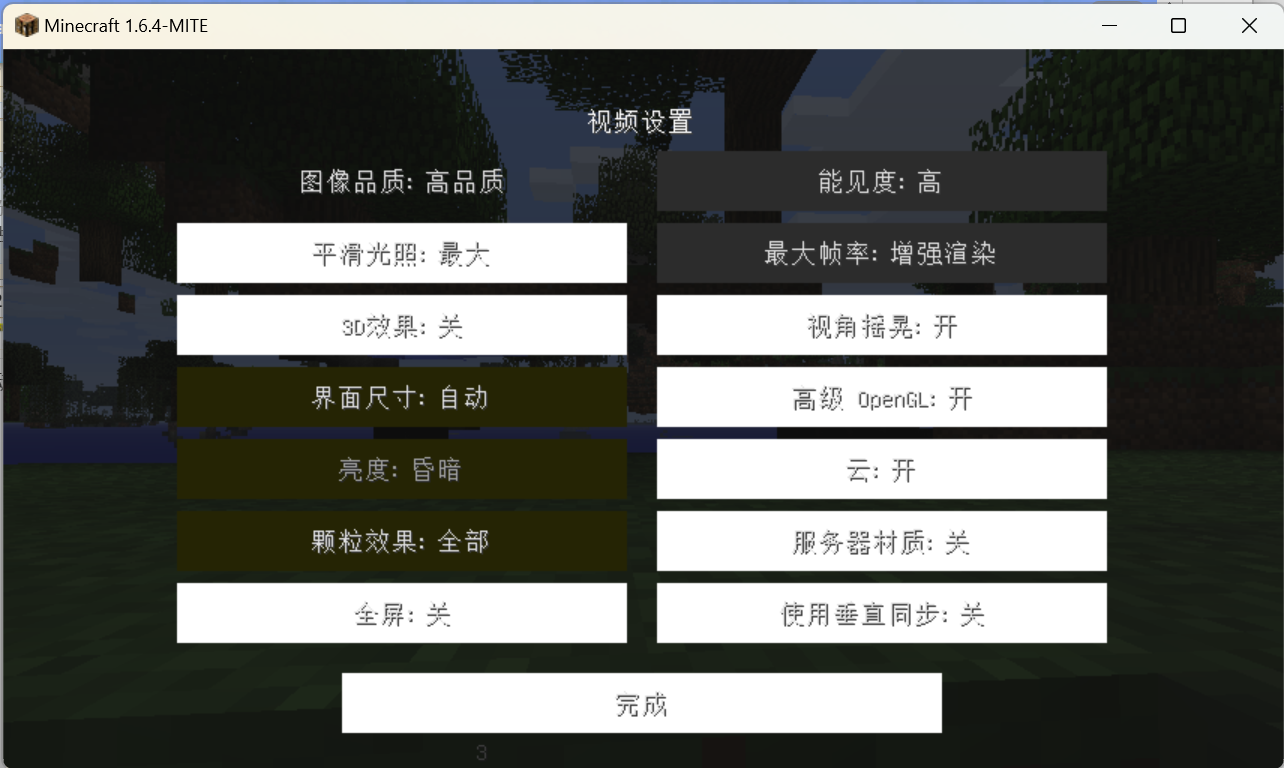 Minecraft 1.6.4-MITE
视频设置
图像品质: 高品质
能见度: 高
平滑光照: 最大
最大帧率: 增强渲染
3D效果: 关
视角摇晃: 开
界面尺寸: 自动
高级 OpenGL: 开
亮度: 昏暗
云: 开
颗粒效果: 全部
服务器材质: 关
全屏: 关
使用垂直同步: 关
完成
3